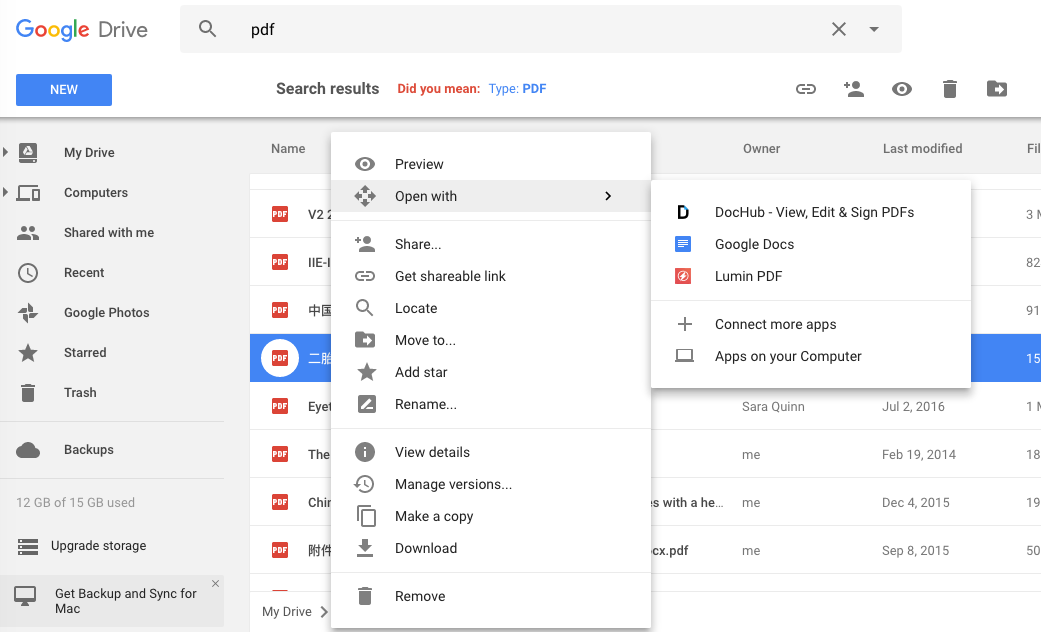 Google Drive
pdf
NEW
Search results Did you mean: Type: PDF
My Drive
Computers
Shared with me
Recent
Google Photos
Starred
Trash
Backups
12 GB of 15 GB used
Upgrade storage
Get Backup and Sync for
Mac
Name Owner Last modified
PDF V2 2 3
PDF IIE-I 82
PDF 中国 91
PDF 二胎 15
PDF Eyet Sara Quinn Jul 2, 2016 1
PDF The me Feb 19, 2014 18
PDF Chin es with a he... me Dec 4, 2015 19
PDF 附件 ocx.pdf me Sep 8, 2015 50
My Drive
Preview
Open with
Share...
Get shareable link
Locate
Move to...
Add star
Rename...
View details
Manage versions...
Make a copy
Download
Remove
DocHub - View, Edit & Sign PDFs
Google Docs
Lumin PDF
Connect more apps
Apps on your Computer